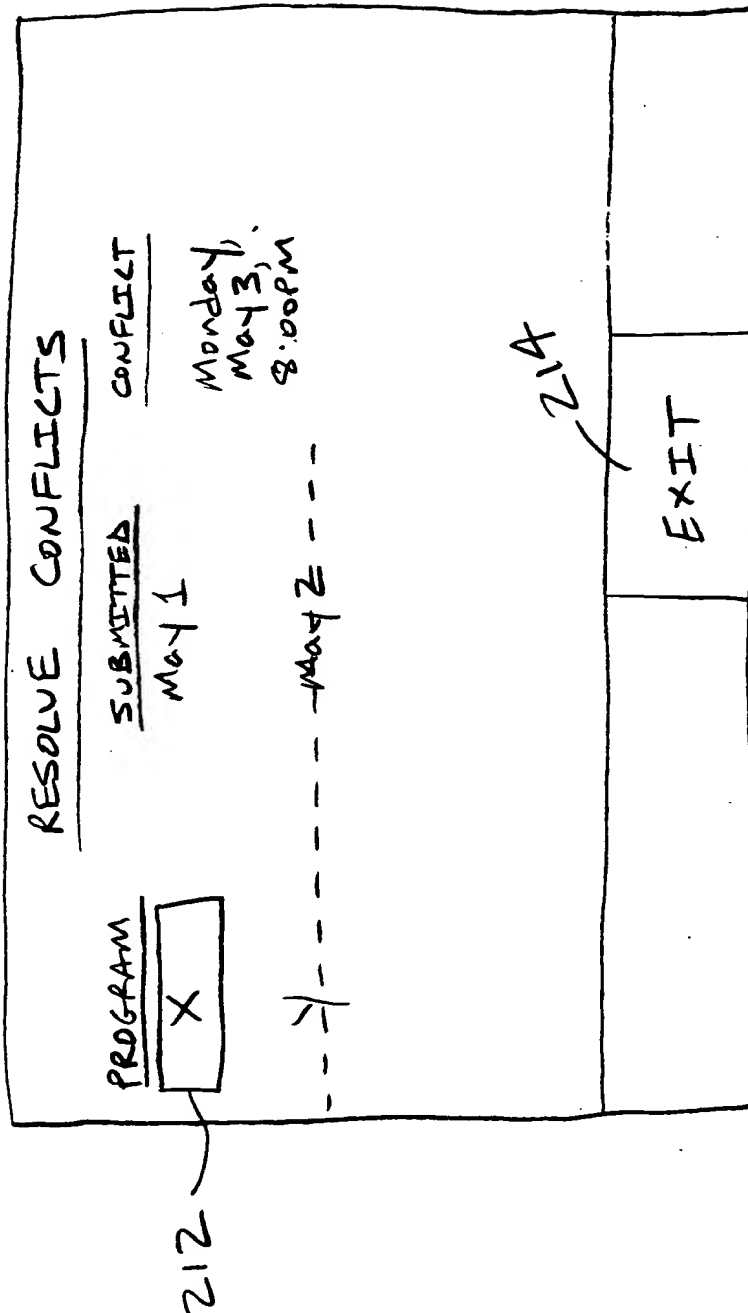 RESOLVE CONFLICTS
PROGRAM SUBMITTED CONFLICT
212 X May 1 Monday,
May 3,
8:00PM
Y May 2
214
EXIT